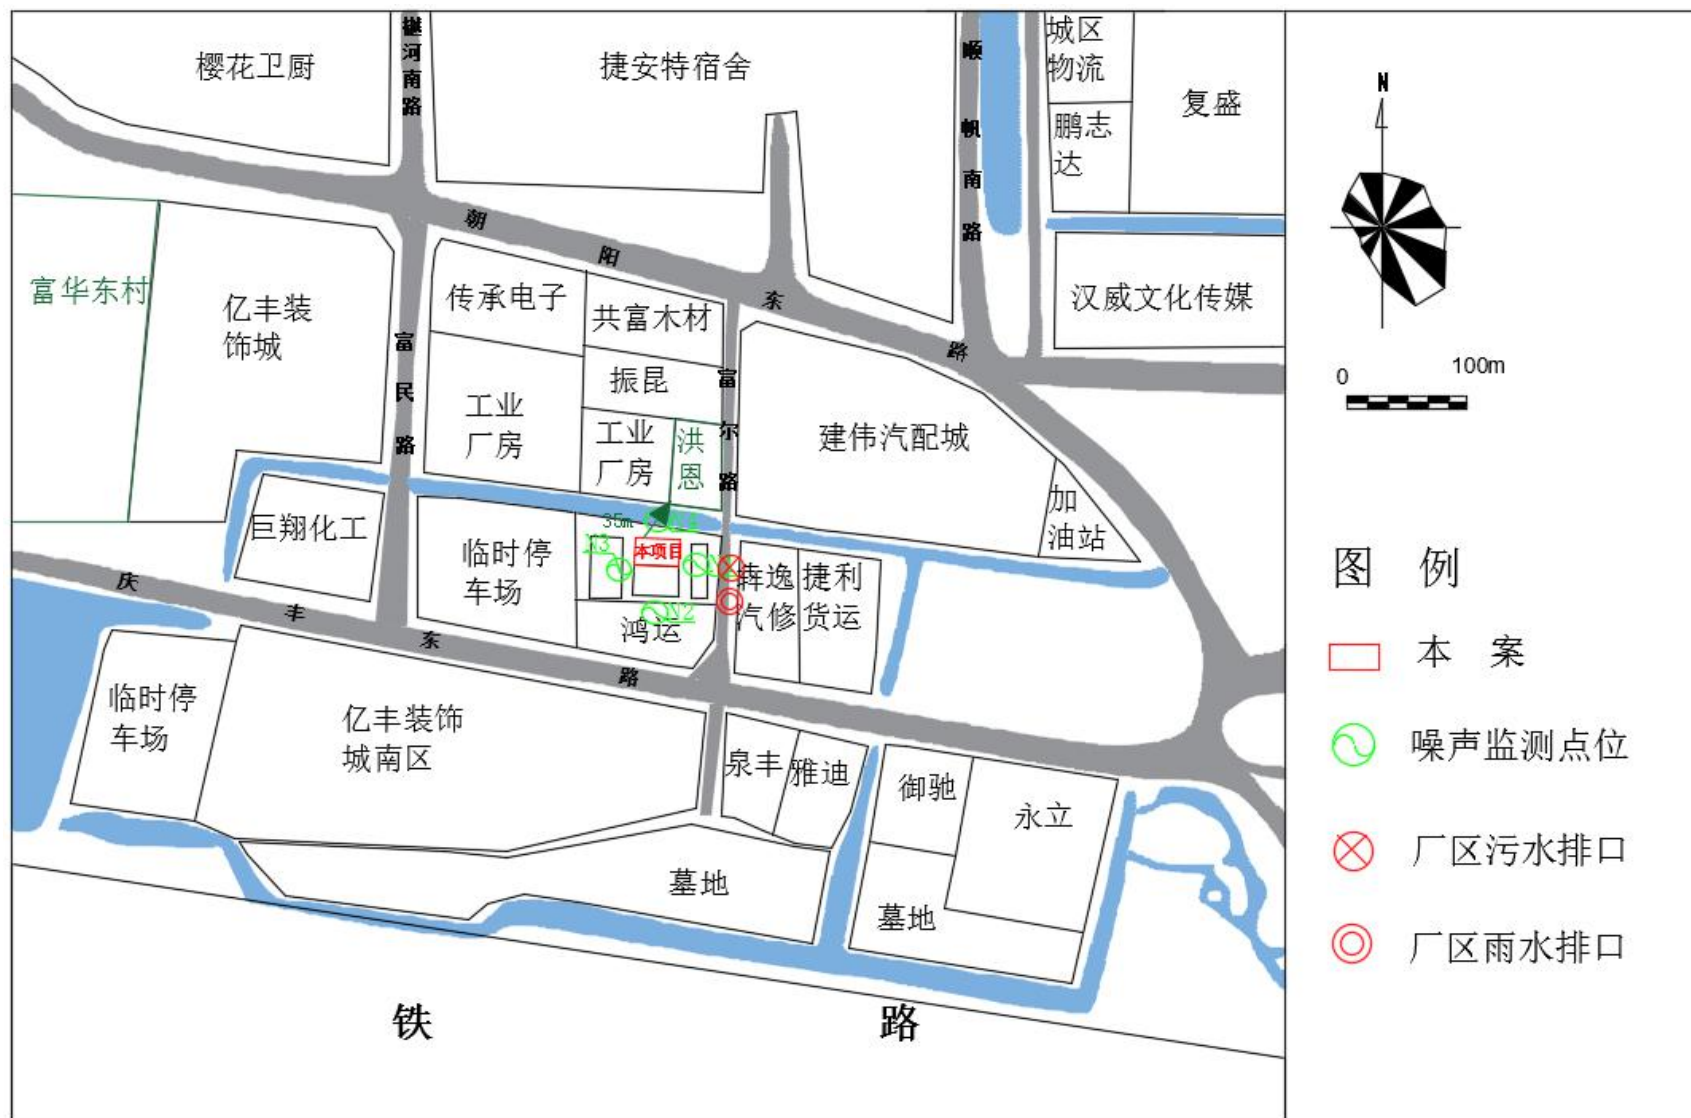 樾河南路
樱花卫厨
捷安特宿舍
顺帆南路
城区
物流
复盛
鹏志
达
N
朝阳东路
富华东村
亿丰装
饰城
传承电子
共富木材
汉威文化传媒
富民路
振昆
富尔路
0
100m
工业
厂房
工业
厂房
洪
恩
建伟汽配城
加
油站
巨翔化工
35m
N3
本项目
临时停
车场
犇逸
汽修
捷利
货运
N2
鸿运
庆丰东路
临时停
车场
亿丰装饰
城南区
泉丰
雅迪
御驰
永立
墓地
墓地
铁路
图例
本案
噪声监测点位
厂区污水排口
厂区雨水排口